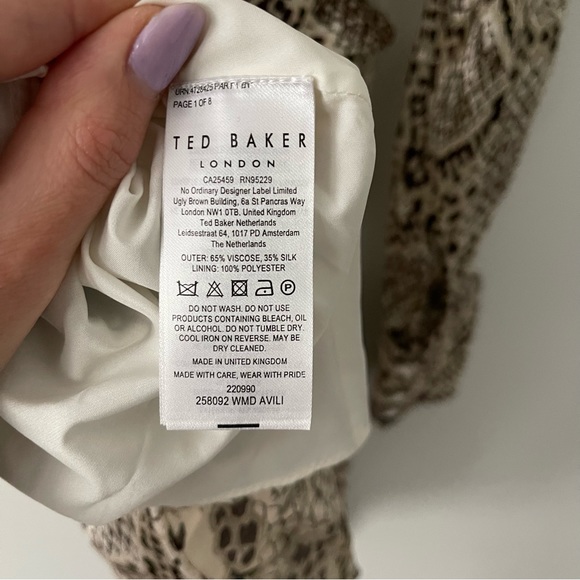 URN:4728425 PART
PAGE 1 OF 8
TED BAKER
LONDON
CA25459 RN95229
No Ordinary Designer Label Limited
Ugly Brown Building, 6a St Pancras Way
London NW1 0TB. United Kingdom
Ted Baker Netherlands
Leidsestraat 64, 1017 PD Amsterdam
The Netherlands
OUTER: 65% VISCOSE, 35% SILK
LINING: 100% POLYESTER
P
DO NOT WASH. DO NOT USE
PRODUCTS CONTAINING BLEACH, OIL
OR ALCOHOL. DO NOT TUMBLE DRY.
COOL IRON ON REVERSE. MAY BE
DRY CLEANED.
MADE IN UNITED KINGDOM
MADE WITH CARE, WEAR WITH PRIDE
220990
258092 WMD AVILI